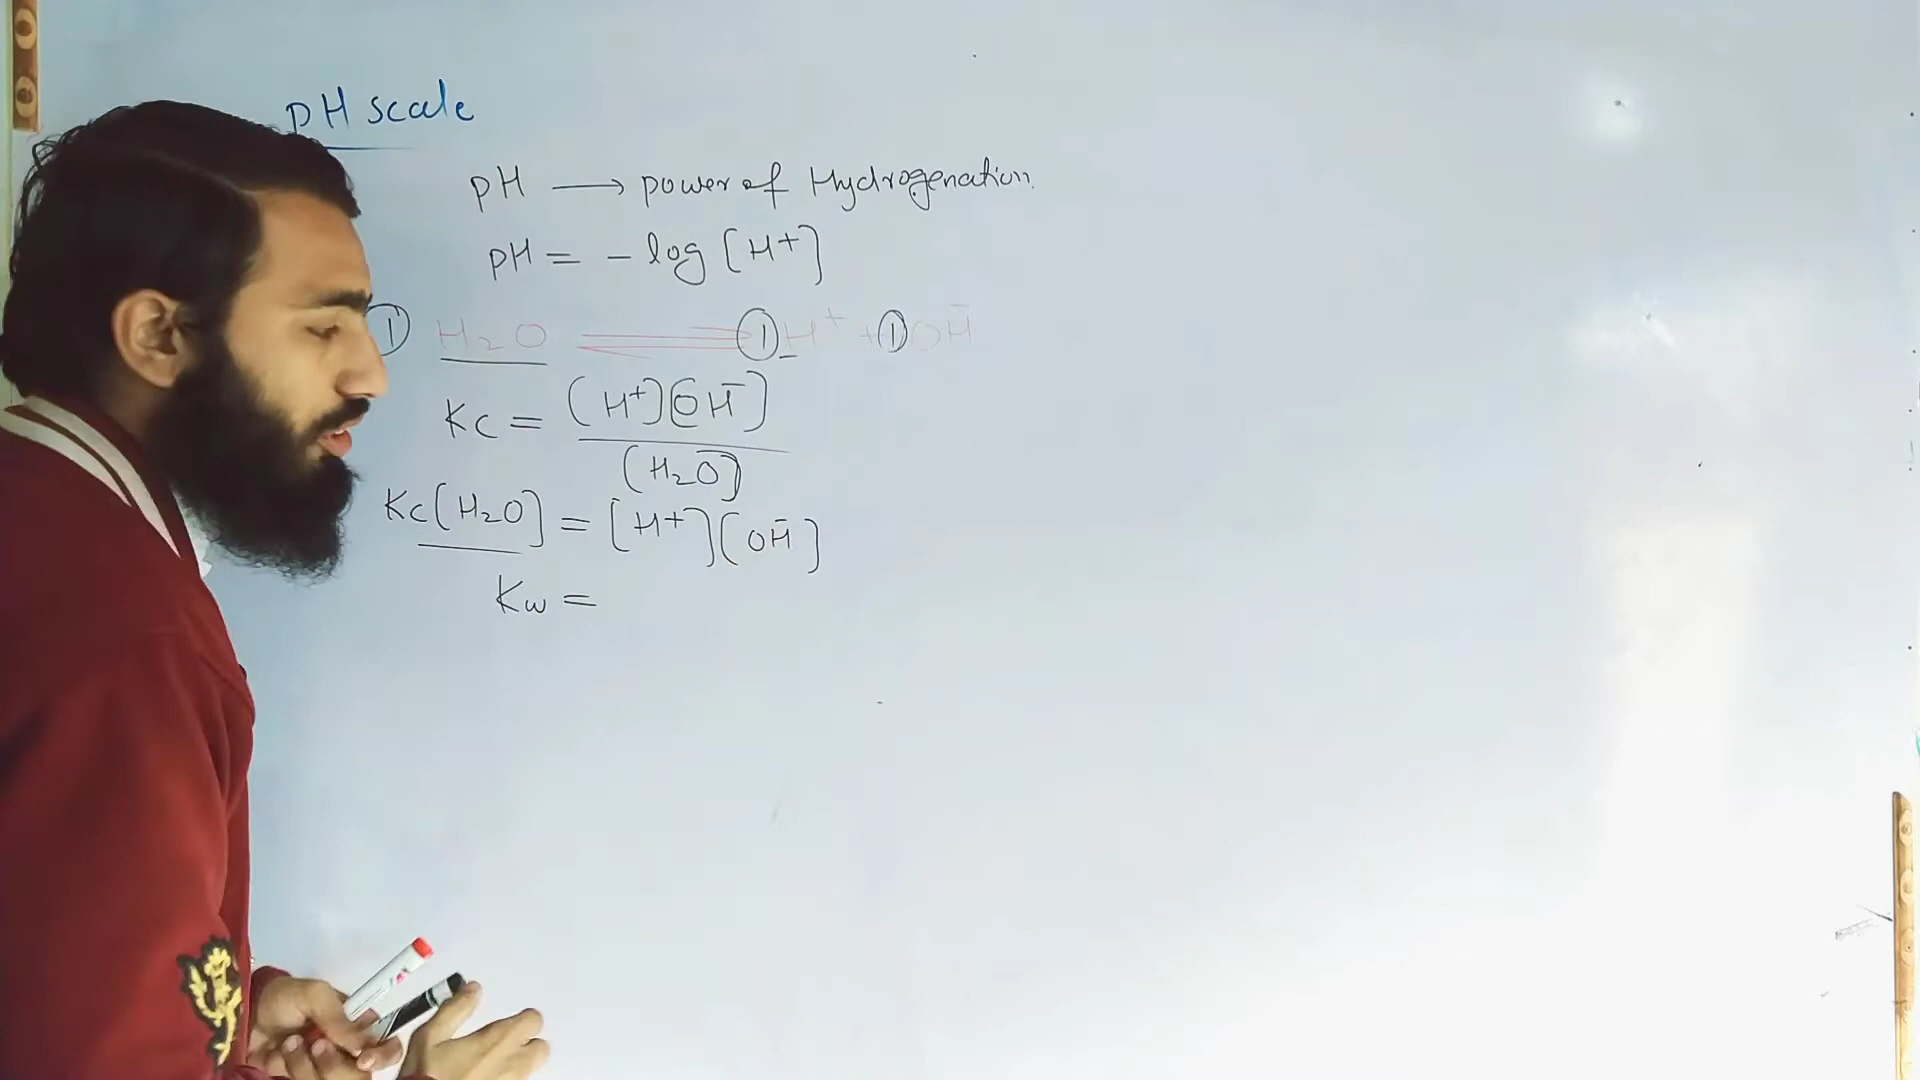 pH scale
pH ⟶ power of Hydrogenation.
pH = - log [H+]
① H₂O ⇌ ① H⁺ + ① OH⁻
Kc = [H⁺][OH⁻] / [H₂O]
Kc[H₂O] = [H⁺][OH⁻]
Kw =